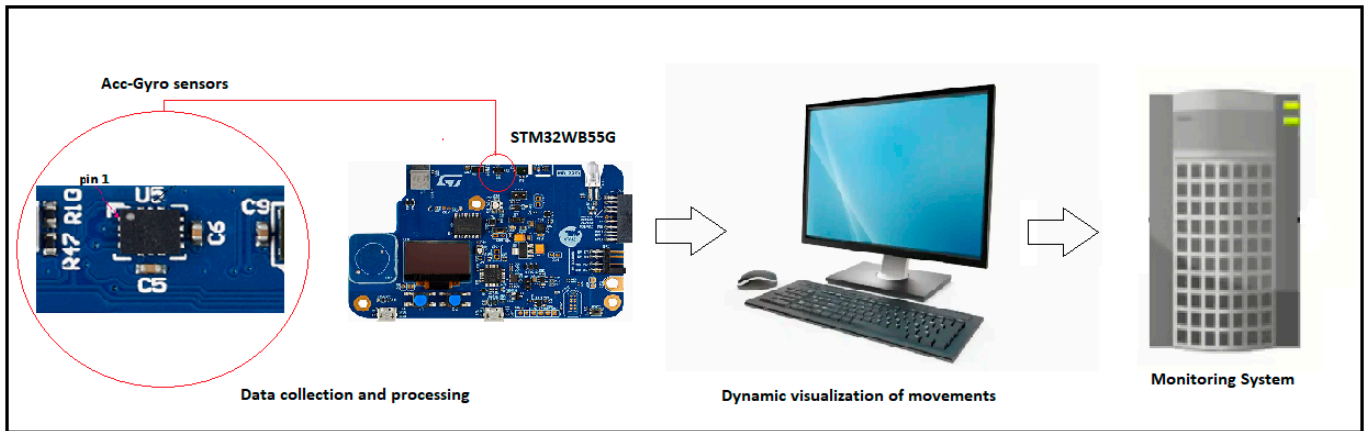 Acc-Gyro sensors
STM32WB55G
pin 1
U5
R10
R47
C6
C9
C5
Data collection and processing
Dynamic visualization of movements
Monitoring System